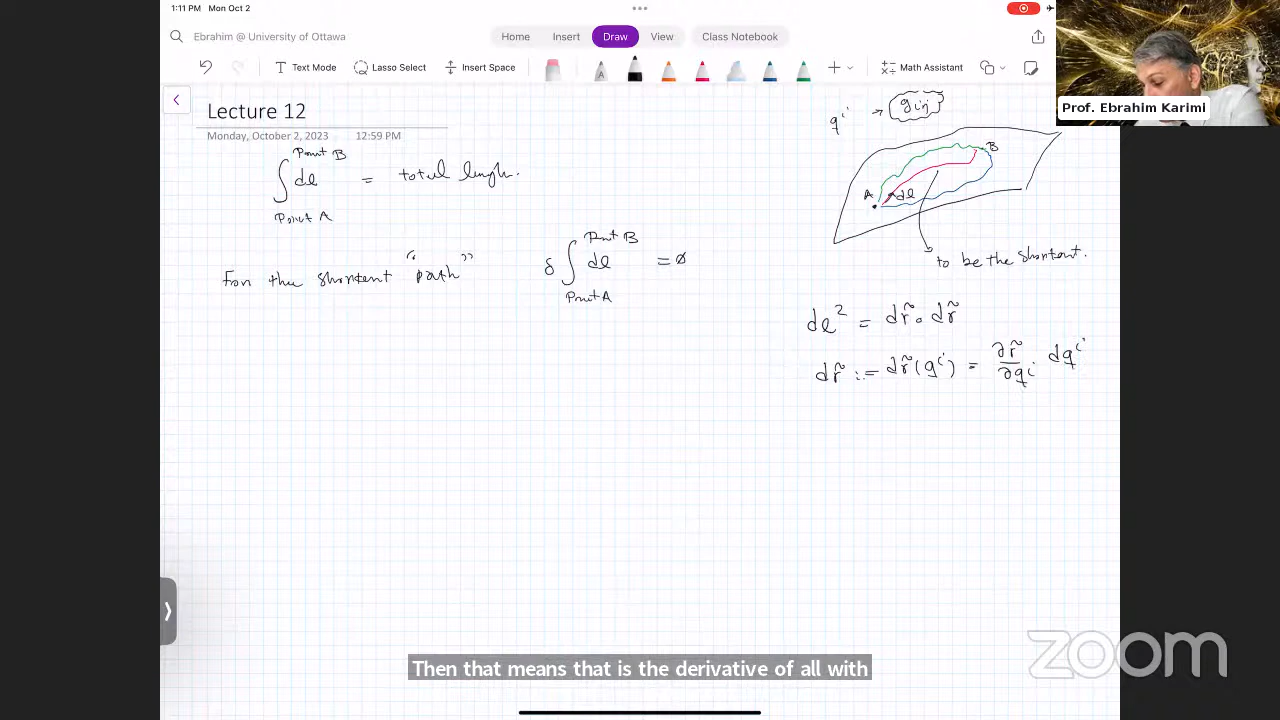 1:11 PM Mon Oct 2
Ebrahim @ University of Ottawa
Home Insert Draw View Class Notebook
Text Mode Lasso Select Insert Space Math Assistant
Prof. Ebrahim Karimi
Lecture 12
Monday, October 2, 2023 12:59 PM
q^i → g_ij
∫ dl = total length.
Point B
Point A
A dl B
For the shortest "path" δ ∫ dl = ∅
Point B
Point A
to be the shortest.
dl² = dr̃ . dr̃
dr̃ := dr̃(q^i) = ∂r̃/∂q^i dq^i
Then that means that is the derivative of all with
zoom